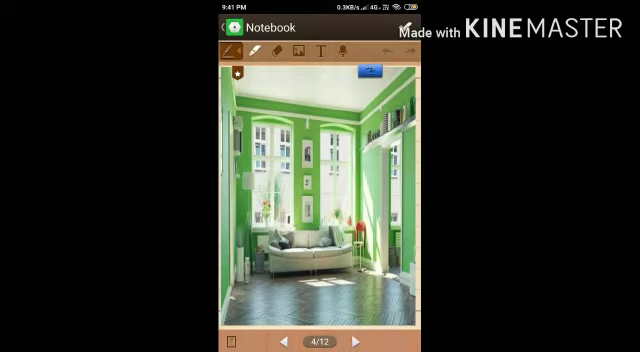 9:41 PM 0.3KB/s 4G
Notebook
Made with KINEMASTER
T
4/12